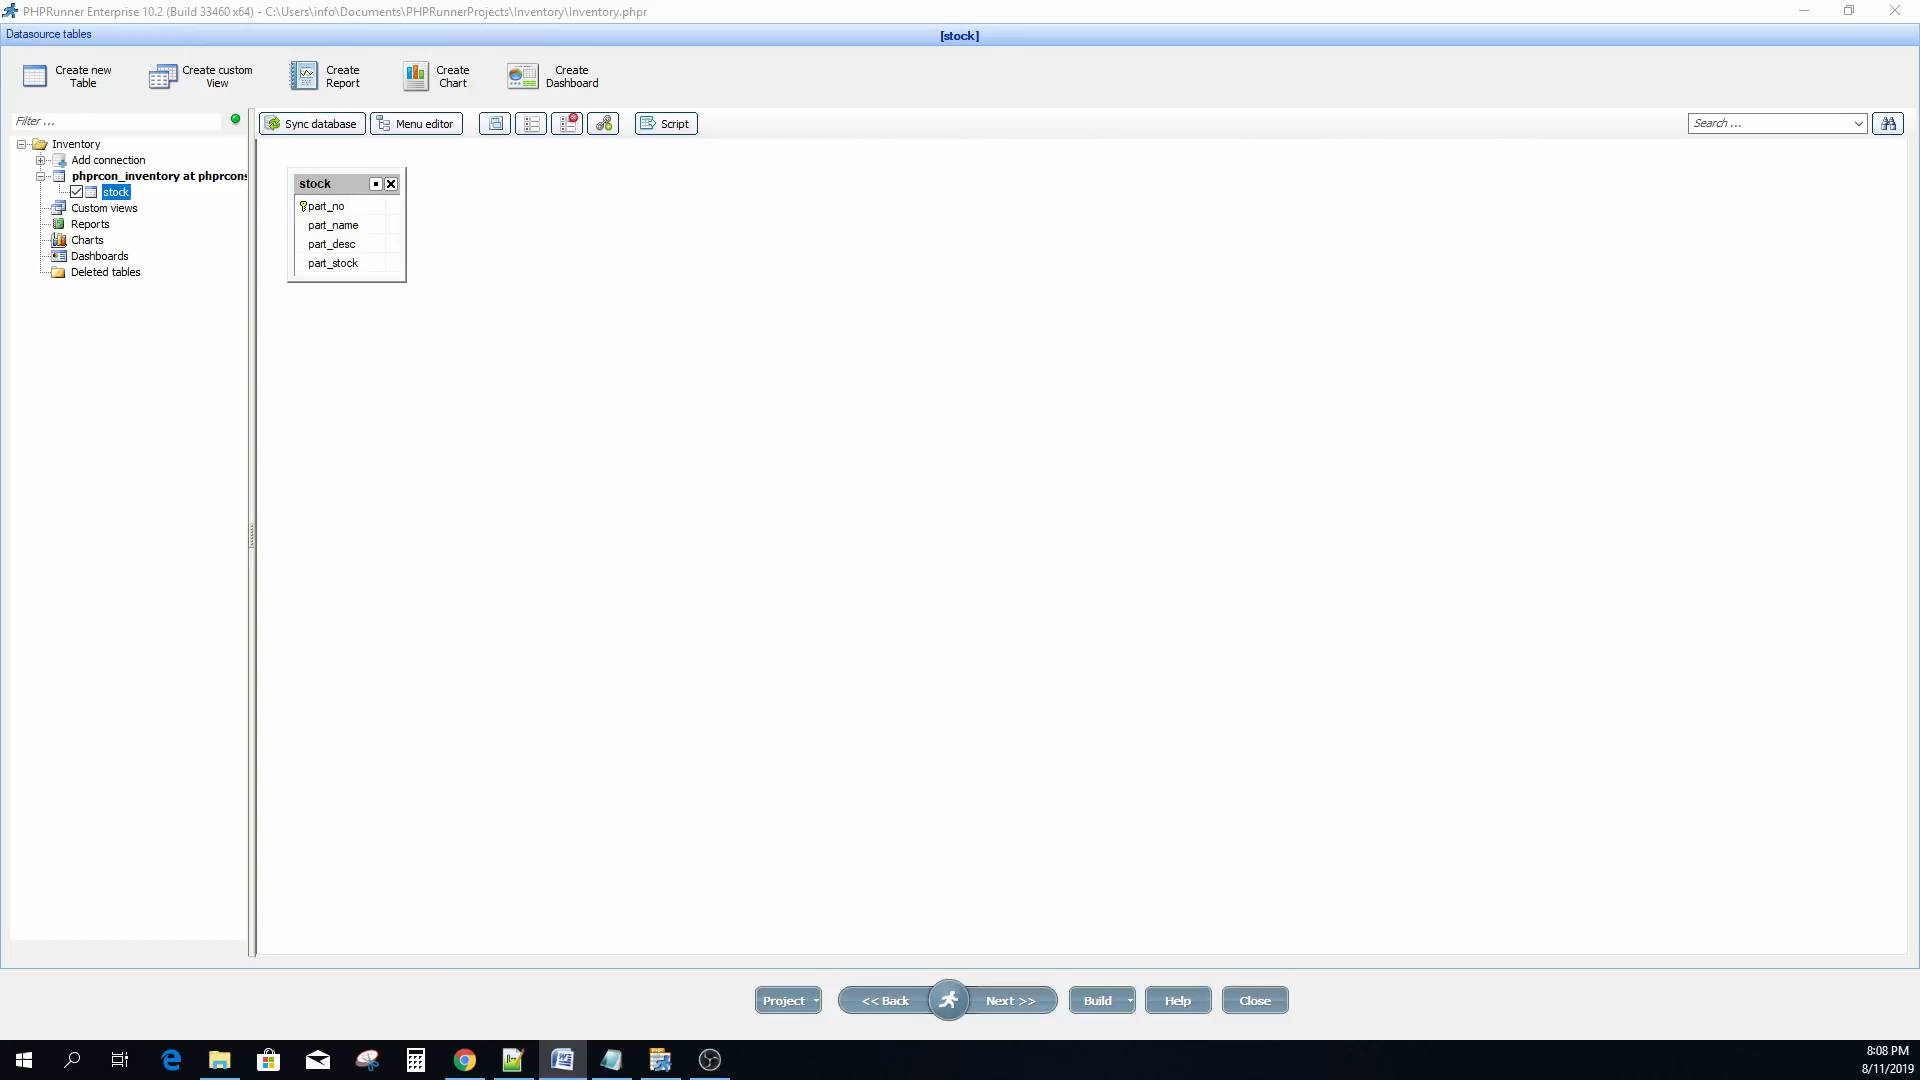 PHPRunner Enterprise 10.2 (Build 33460 x64) - C:\Users\info\Documents\PHPRunnerProjects\Inventory\Inventory.phpr
Datasource tables
[stock]
Create new
Table
Create custom
View
Create
Report
Create
Chart
Create
Dashboard
Filter ...
Sync database
Menu editor
Script
Search ...
Inventory
Add connection
phprcon_inventory at phprcons
stock
Custom views
Reports
Charts
Dashboards
Deleted tables
stock
part_no
part_name
part_desc
part_stock
Project
<< Back
Next >>
Build
Help
Close
8:08 PM
8/11/2019